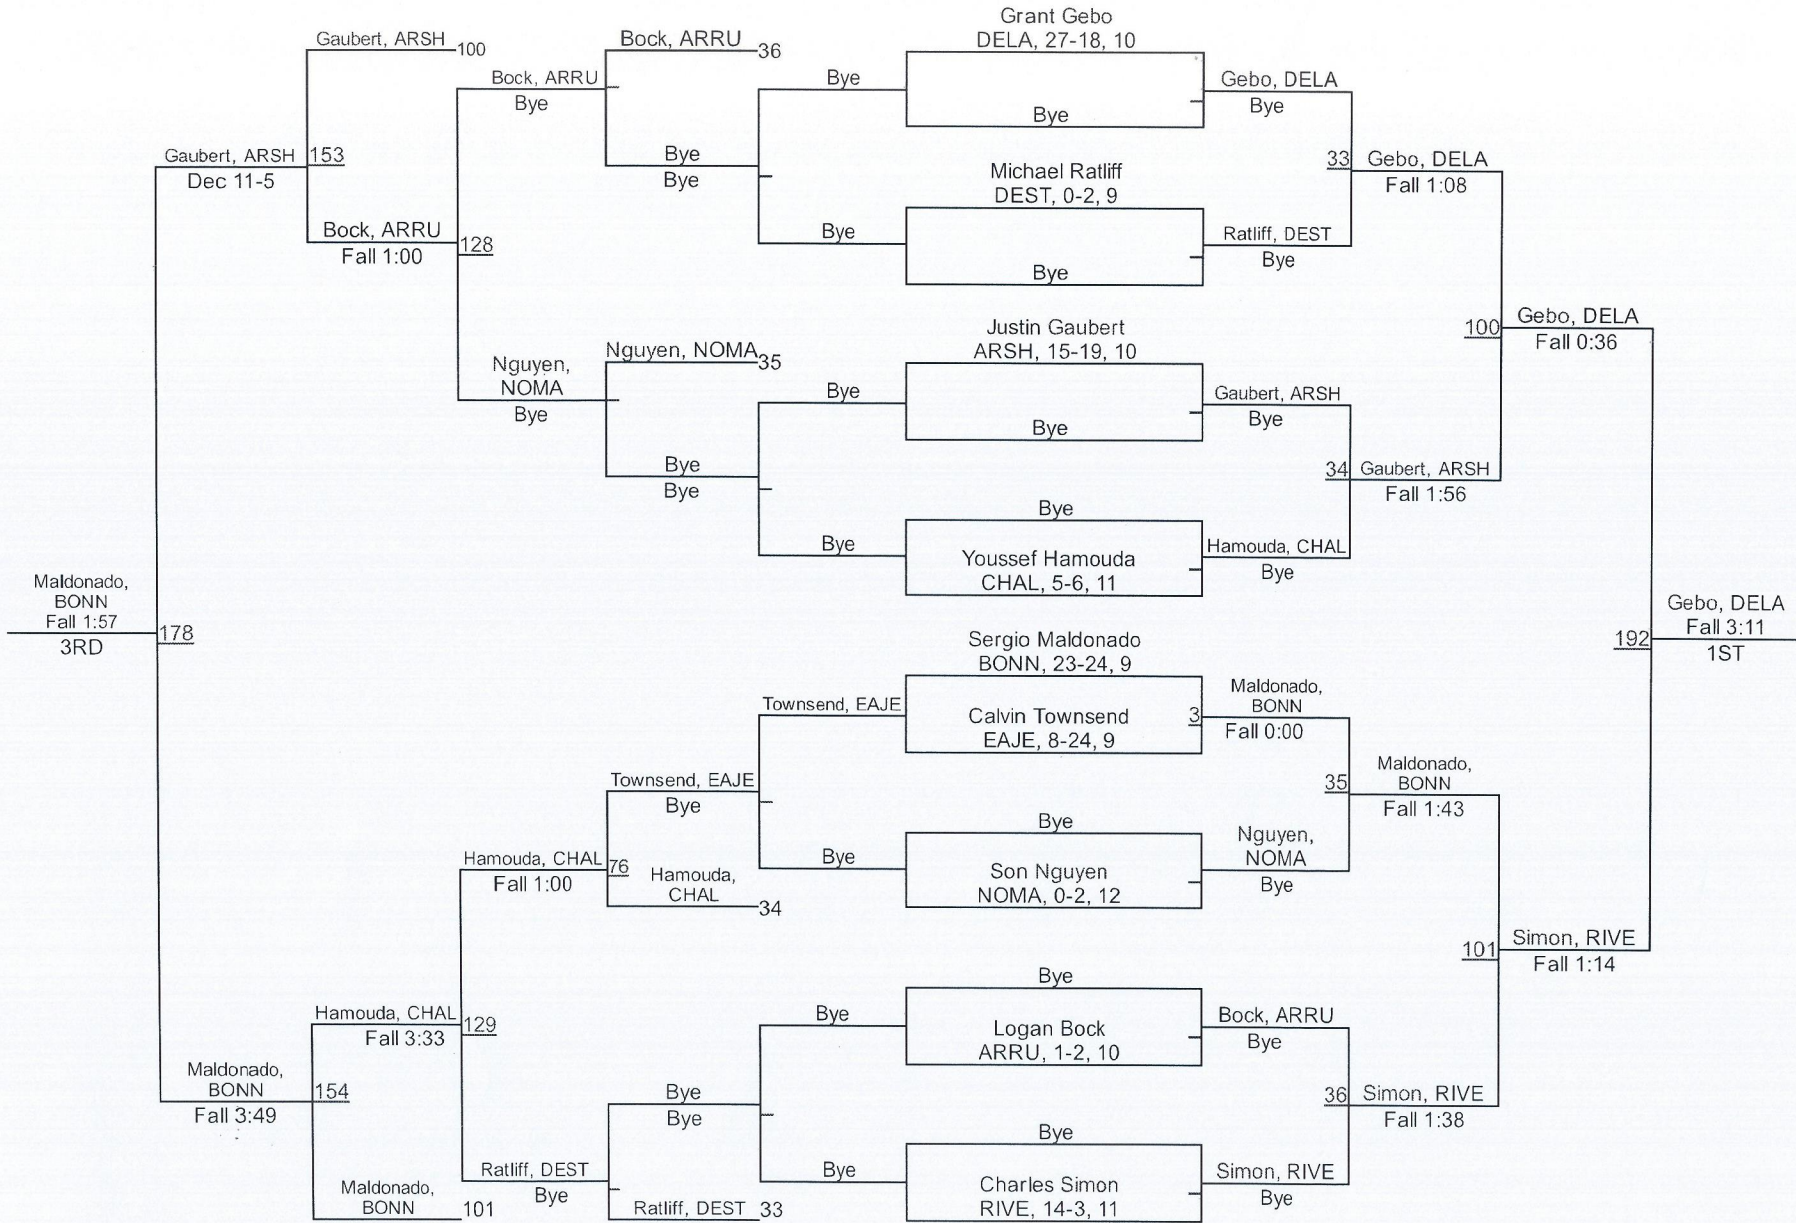 Grant Gebo
DELA, 27-18, 10
Bye
Michael Ratliff
DEST, 0-2, 9
Bye
Justin Gaubert
ARSH, 15-19, 10
Bye
Bye
Youssef Hamouda
CHAL, 5-6, 11
Sergio Maldonado
BONN, 23-24, 9
Calvin Townsend
EAJE, 8-24, 9
3
Bye
Son Nguyen
NOMA, 0-2, 12
Bye
Logan Bock
ARRU, 1-2, 10
Bye
Charles Simon
RIVE, 14-3, 11
Gebo, DELA
Bye
Ratliff, DEST
Bye
Gaubert, ARSH
Bye
Hamouda, CHAL
Bye
Maldonado,
BONN
Fall 0:00
Nguyen,
NOMA
Bye
Bock, ARRU
Bye
Simon, RIVE
Bye
33
Gebo, DELA
Fall 1:08
34
Gaubert, ARSH
Fall 1:56
35
Maldonado,
BONN
Fall 1:43
36
Simon, RIVE
Fall 1:38
100
Gebo, DELA
Fall 0:36
101
Simon, RIVE
Fall 1:14
192
Gebo, DELA
Fall 3:11
1ST
Bye
Bye
Bye
Bye
Townsend, EAJE
Bye
Bye
Bye
Bock, ARRU
36
Bye
Bye
Nguyen, NOMA
35
Bye
Bye
Townsend, EAJE
Bye
Hamouda,
CHAL
34
Bye
Bye
Ratliff, DEST
33
Bock, ARRU
Bye
Nguyen,
NOMA
Bye
Hamouda, CHAL
Fall 1:00
76
Ratliff, DEST
Bye
Gaubert, ARSH
100
Bock, ARRU
Fall 1:00
128
Hamouda, CHAL
Fall 3:33
129
Maldonado,
BONN
101
Gaubert, ARSH
Dec 11-5
153
Maldonado,
BONN
Fall 3:49
154
Maldonado,
BONN
Fall 1:57
3RD
178